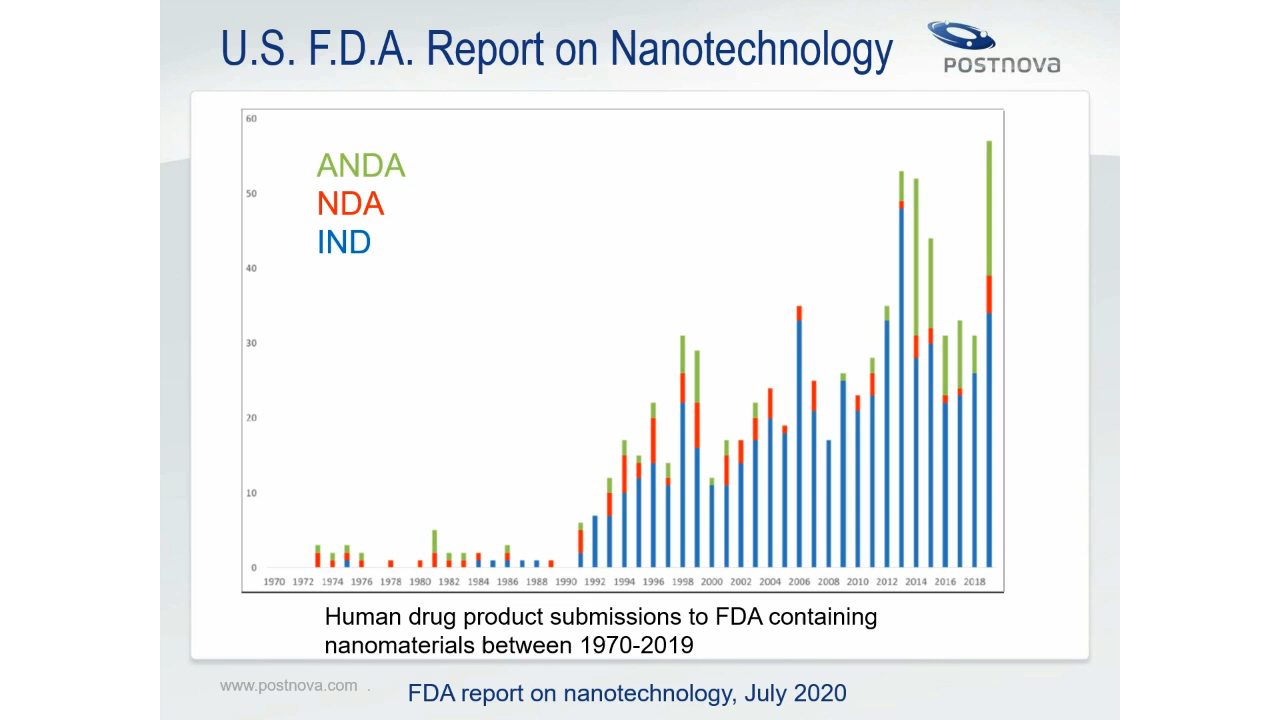 U.S. F.D.A. Report on Nanotechnology
POSTNOVA
60
ANDA
50
NDA
IND
40
30
20
10
0
1970 1972 1974 1976 1978 1980 1982 1984 1986 1988 1990 1992 1994 1996 1998 2000 2002 2004 2006 2008 2010 2012 2014 2016 2018
Human drug product submissions to FDA containing
nanomaterials between 1970-2019
www.postnova.com .
FDA report on nanotechnology, July 2020